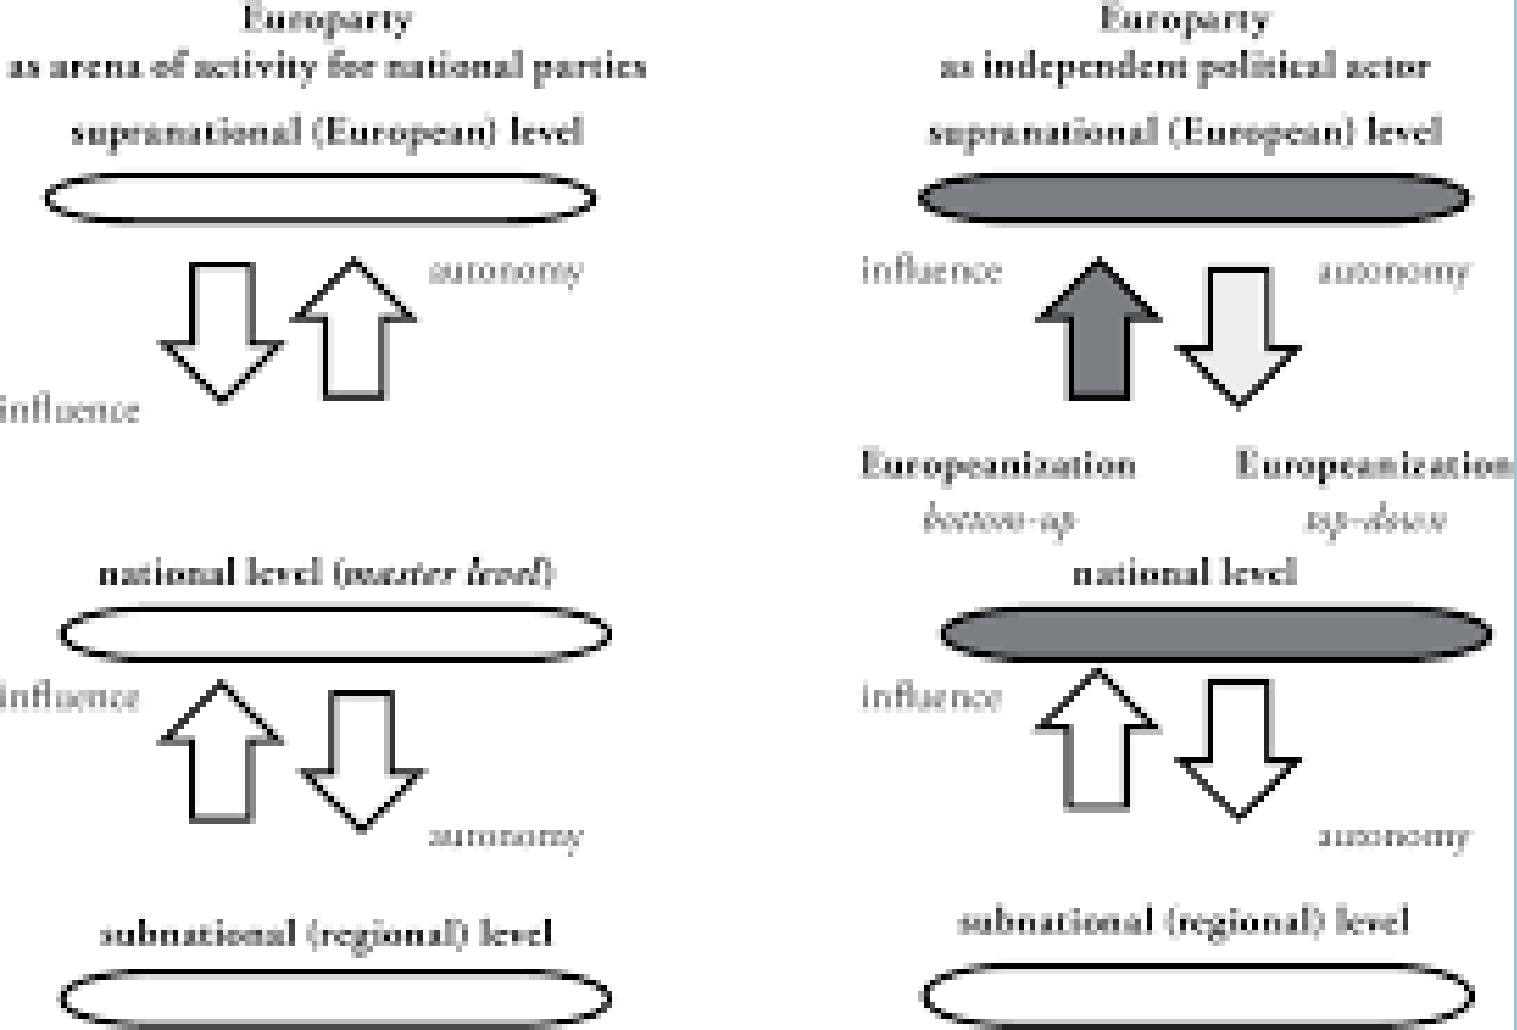 Europarty
as arena of activity for national parties
supranational (European) level
autonomy
influence
national level (master level)
influence
autonomy
subnational (regional) level
Europarty
as independent political actor
supranational (European) level
influence
autonomy
Europeanization
bottom-up
Europeanization
top-down
national level
influence
autonomy
subnational (regional) level